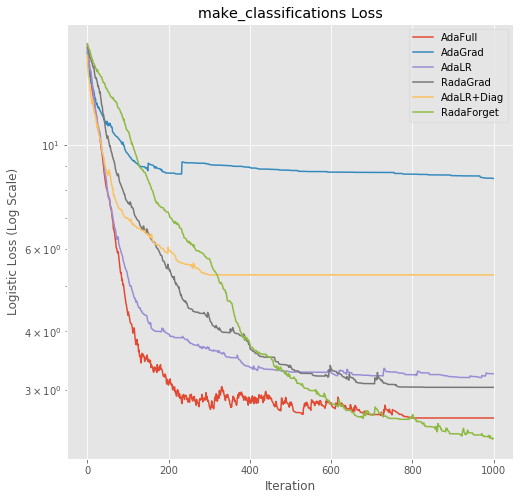 make_classifications Loss
AdaFull
AdaGrad
AdaLR
RadaGrad
AdaLR+Diag
RadaForget
Logistic Loss (Log Scale)
10¹
6 × 10⁰
4 × 10⁰
3 × 10⁰
0
200
400
600
800
1000
Iteration